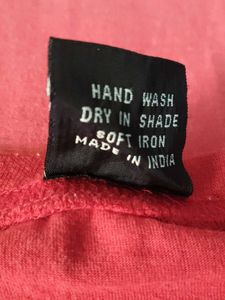 HAND WASH
DRY IN SHADE
SOFT IRON
MADE IN INDIA